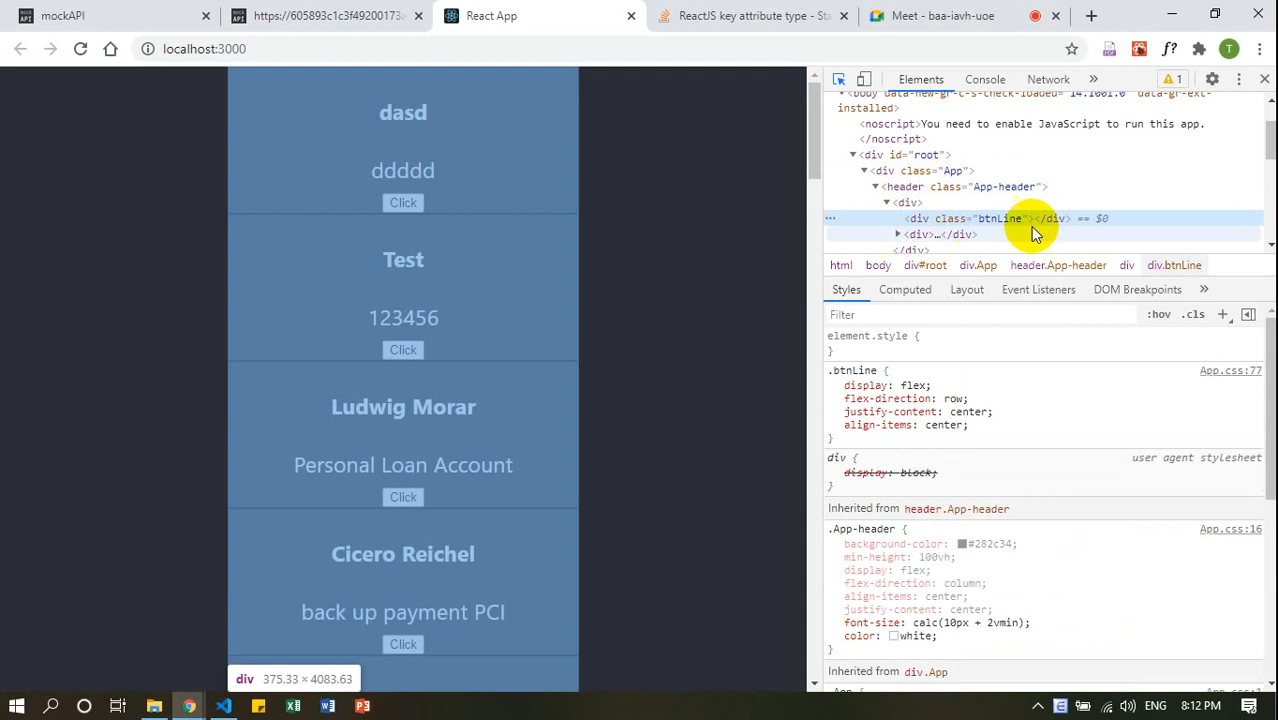 mockAPI
https://605893c1c3f49200173a
React App
ReactJS key attribute type - Sta
Meet - baa-iavh-uoe
localhost:3000
f?
T
Elements
Console
Network
1
installed>
<noscript>You need to enable JavaScript to run this app.
</noscript>
<div id="root">
<div class="App">
<header class="App-header">
<div>
<div class="btnLine"></div> == $0
<div>…</div>
</div>
html body div#root div.App header.App-header div div.btnLine
Styles Computed Layout Event Listeners DOM Breakpoints
Filter
:hov .cls
element.style {
}
.btnLine {
App.css:77
display: flex;
flex-direction: row;
justify-content: center;
align-items: center;
}
div {
user agent stylesheet
display: block;
}
Inherited from header.App-header
.App-header {
App.css:16
background-color: #282c34;
min-height: 100vh;
display: flex;
flex-direction: column;
align-items: center;
justify-content: center;
font-size: calc(10px + 2vmin);
color: white;
}
Inherited from div.App
dasd
ddddd
Click
Test
123456
Click
Ludwig Morar
Personal Loan Account
Click
Cicero Reichel
back up payment PCI
Click
div 375.33 × 4083.63
ENG
8:12 PM